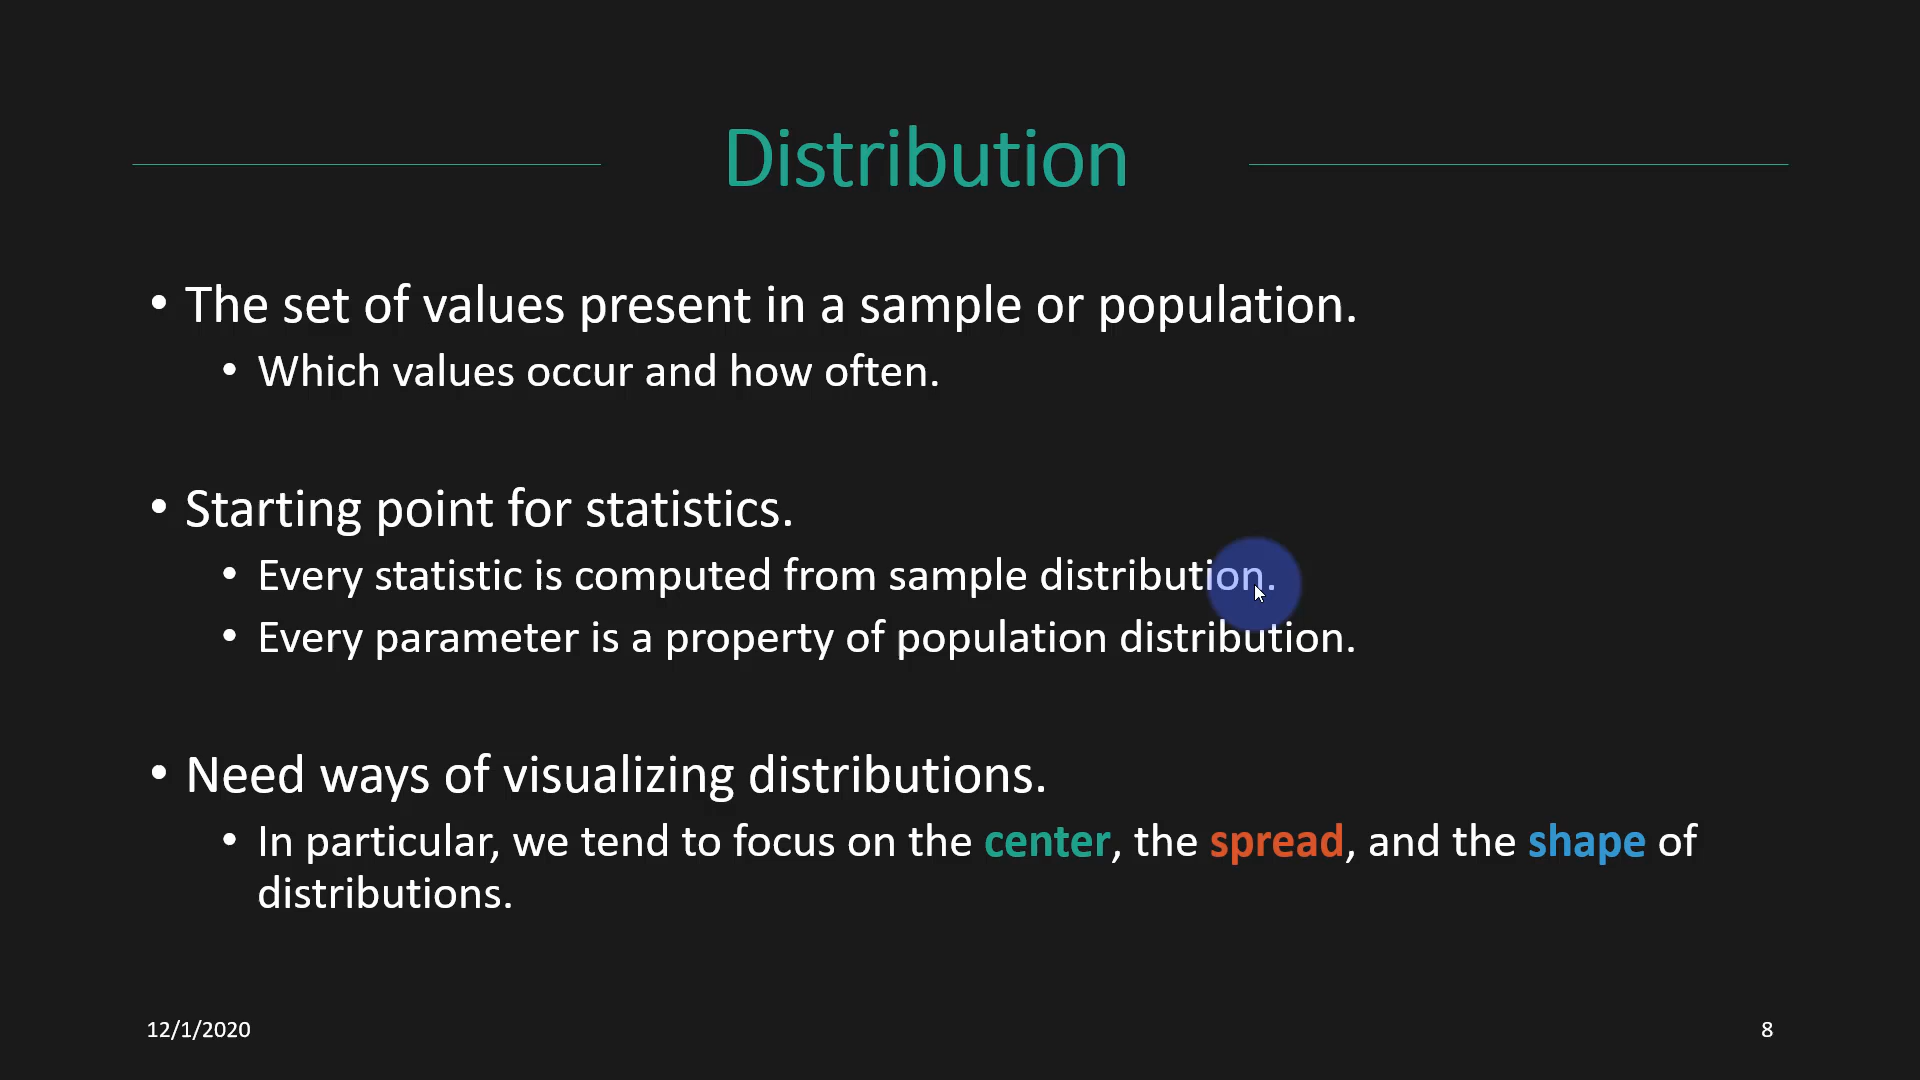 Distribution
• The set of values present in a sample or population.
• Which values occur and how often.
• Starting point for statistics.
• Every statistic is computed from sample distribution.
• Every parameter is a property of population distribution.
• Need ways of visualizing distributions.
• In particular, we tend to focus on the center, the spread, and the shape of
distributions.
12/1/2020
8